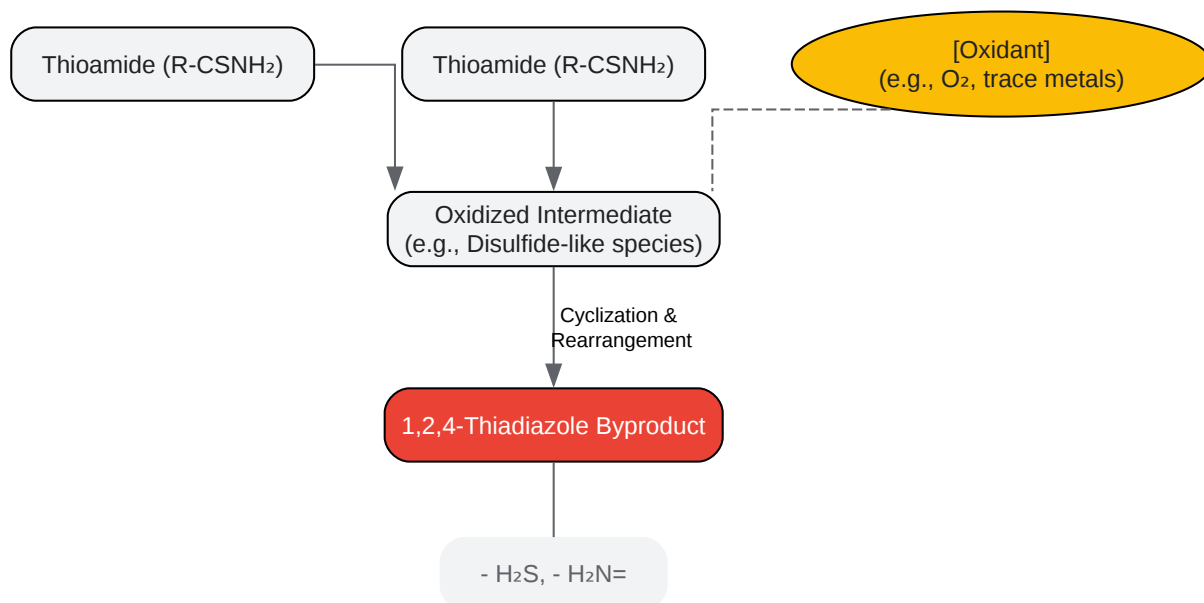 Thioamide (R-CSNH₂)
Thioamide (R-CSNH₂)
[Oxidant]
(e.g., O₂, trace metals)
Oxidized Intermediate
(e.g., Disulfide-like species)
Cyclization &
Rearrangement
1,2,4-Thiadiazole Byproduct
- H₂S, - H₂N=